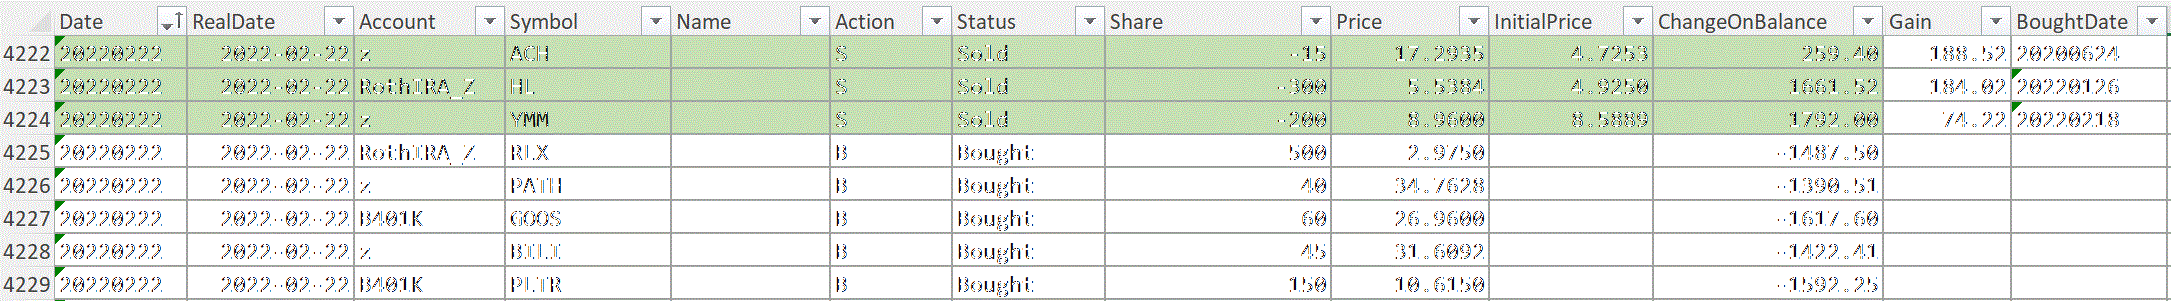 Date RealDate Account Symbol Name Action Status Share Price InitialPrice ChangeOnBalance Gain BoughtDate
4222 20220222 2022-02-22 z ACH S Sold -15 17.2935 4.7253 259.40 188.52 20200624
4223 20220222 2022-02-22 RothIRA_Z HL S Sold -300 5.5384 4.9250 1661.52 184.02 20220126
4224 20220222 2022-02-22 z YMM S Sold -200 8.9600 8.5889 1792.00 74.22 20220218
4225 20220222 2022-02-22 RothIRA_Z RLX B Bought 500 2.9750 -1487.50
4226 20220222 2022-02-22 z PATH B Bought 40 34.7628 -1390.51
4227 20220222 2022-02-22 B401K GOOS B Bought 60 26.9600 -1617.60
4228 20220222 2022-02-22 z BILI B Bought 45 31.6092 -1422.41
4229 20220222 2022-02-22 B401K PLTR B Bought 150 10.6150 -1592.25